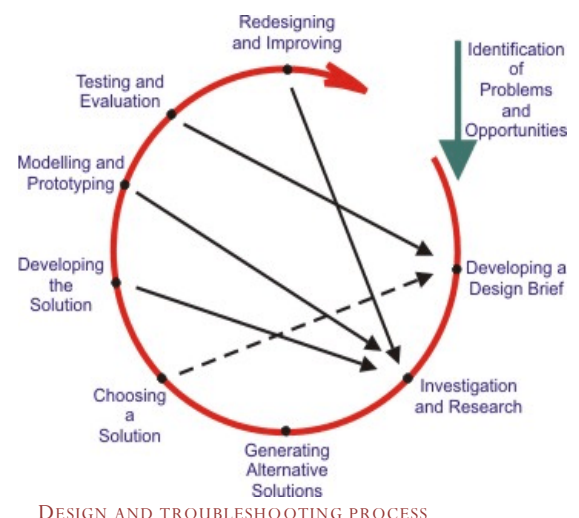 Redesigning
and Improving
Identification
of
Problems
and
Opportunities
Testing and
Evaluation
Modelling and
Prototyping
Developing
the
Solution
Developing a
Design Brief
Choosing
a
Solution
Investigation
and Research
Generating
Alternative
Solutions
DESIGN AND TROUBLESHOOTING PROCESS